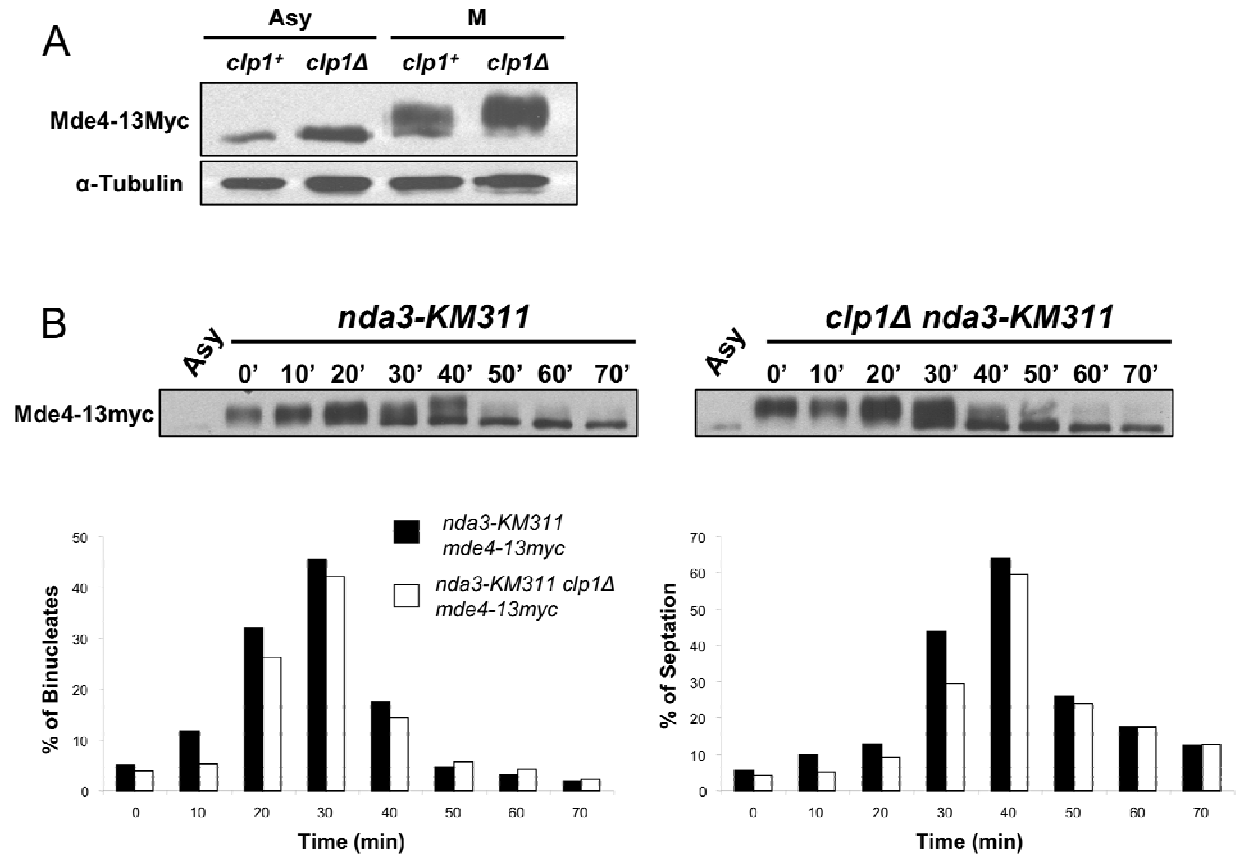 A
Asy M
clp1+ clp1Δ clp1+ clp1Δ
Mde4-13Myc
α-Tubulin
B
Asy
nda3-KM311
0’ 10’ 20’ 30’ 40’ 50’ 60’ 70’
Asy
clp1Δ nda3-KM311
0’ 10’ 20’ 30’ 40’ 50’ 60’ 70’
Mde4-13myc
nda3-KM311
mde4-13myc
nda3-KM311 clp1Δ
mde4-13myc
% of Binucleates
50
40
30
20
10
0
0 10 20 30 40 50 60 70
Time (min)
% of Septation
70
60
50
40
30
20
10
0
0 10 20 30 40 50 60 70
Time (min)